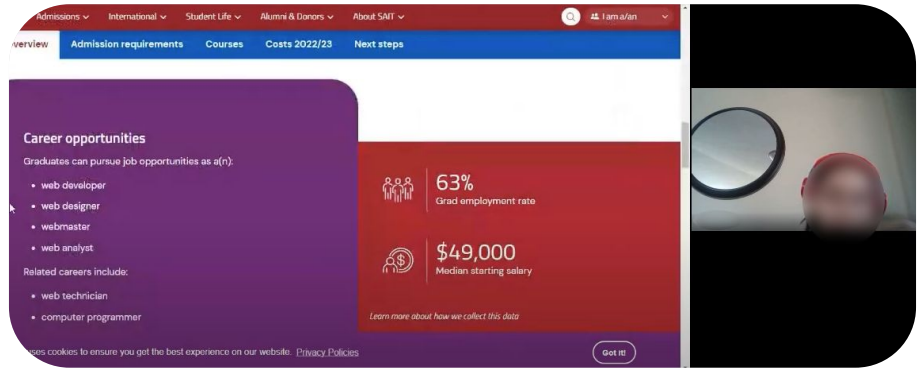 Admissions
International
Student Life
Alumni & Donors
About SAIT
I am a/an
Admission requirements
Courses
Costs 2022/23
Next steps
Career opportunities
Graduates can pursue job opportunities as a(n):
• web developer
• web designer
• webmaster
• web analyst
Related careers include:
• web technician
• computer programmer
63%
Grad employment rate
$49,000
Median starting salary
Learn more about how we collect this data
uses cookies to ensure you get the best experience on our website. Privacy Policies
Got it!